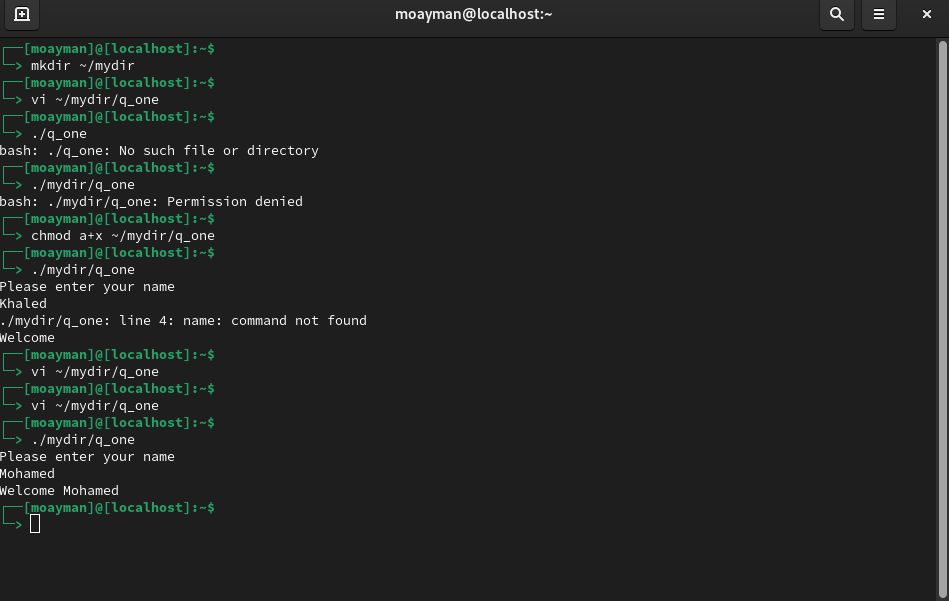 moayman@localhost:~
┌──[moayman]@[localhost]:~$
└─> mkdir ~/mydir
┌──[moayman]@[localhost]:~$
└─> vi ~/mydir/q_one
┌──[moayman]@[localhost]:~$
└─> ./q_one
bash: ./q_one: No such file or directory
┌──[moayman]@[localhost]:~$
└─> ./mydir/q_one
bash: ./mydir/q_one: Permission denied
┌──[moayman]@[localhost]:~$
└─> chmod a+x ~/mydir/q_one
┌──[moayman]@[localhost]:~$
└─> ./mydir/q_one
Please enter your name
Khaled
./mydir/q_one: line 4: name: command not found
Welcome
┌──[moayman]@[localhost]:~$
└─> vi ~/mydir/q_one
┌──[moayman]@[localhost]:~$
└─> vi ~/mydir/q_one
┌──[moayman]@[localhost]:~$
└─> ./mydir/q_one
Please enter your name
Mohamed
Welcome Mohamed
┌──[moayman]@[localhost]:~$
└─>